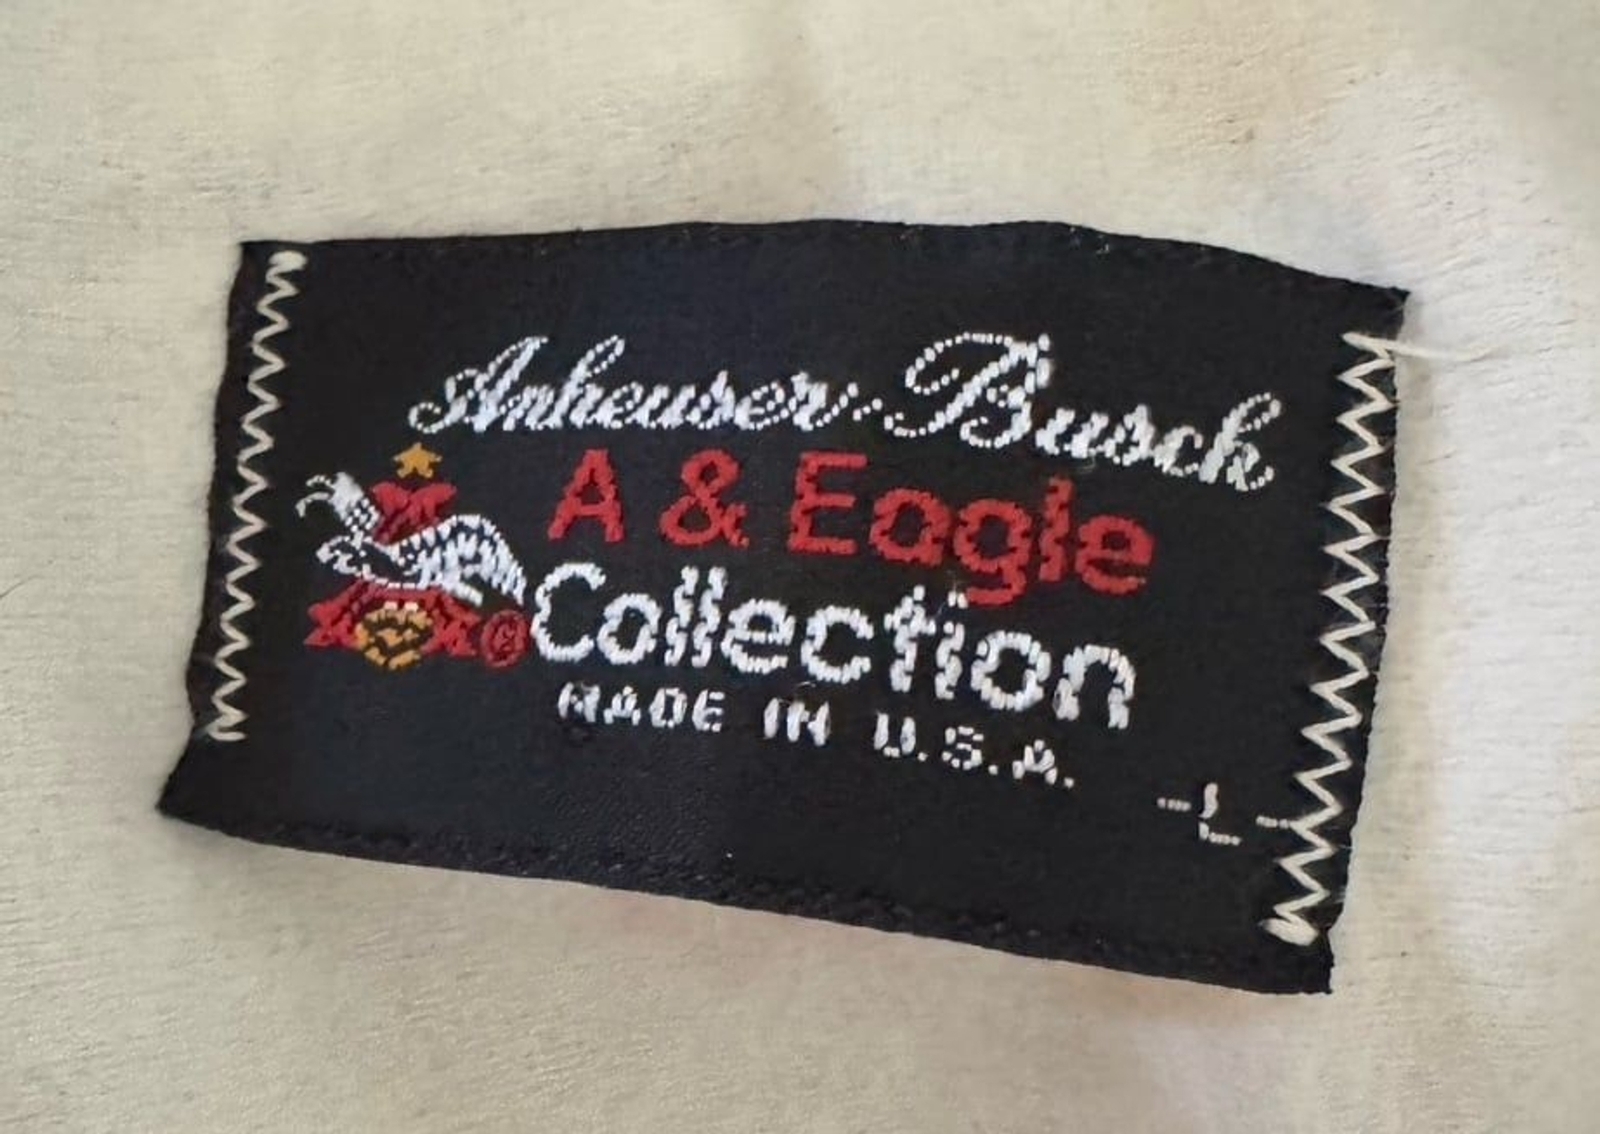 Anheuser-Busch
A & Eagle
Collection
MADE IN U.S.A.